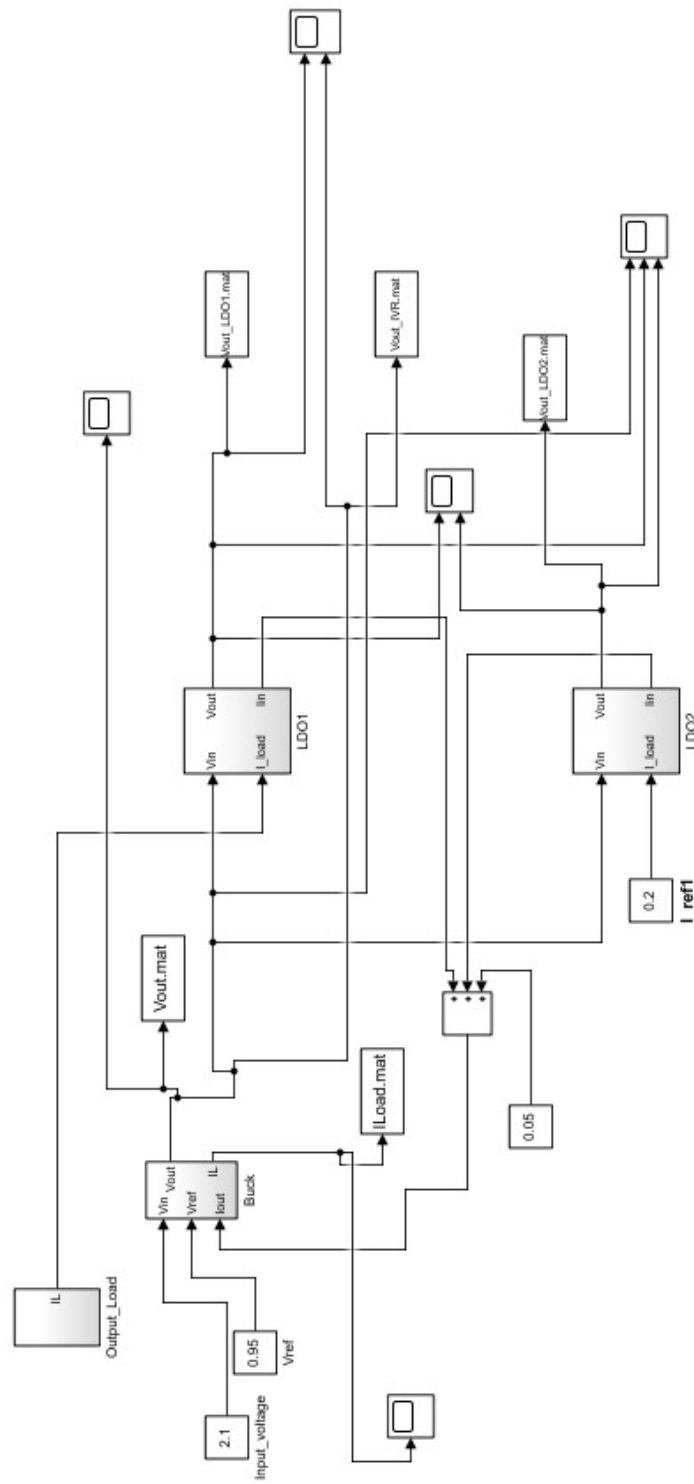 IL
Output_Load
2.1
Input_voltage
0.95
Vref
Vin
Vref
Iout
Vout
IL
Buck
Vout.mat
ILoad.mat
0.05
+
+
+
Vin
I_load
Vout
Iin
LDO1
0.2
I_ref1
Vin
I_load
Vout
Iin
LDO2
Vout_LDO1.mat
Vout_IVR.mat
Vout_LDO2.mat